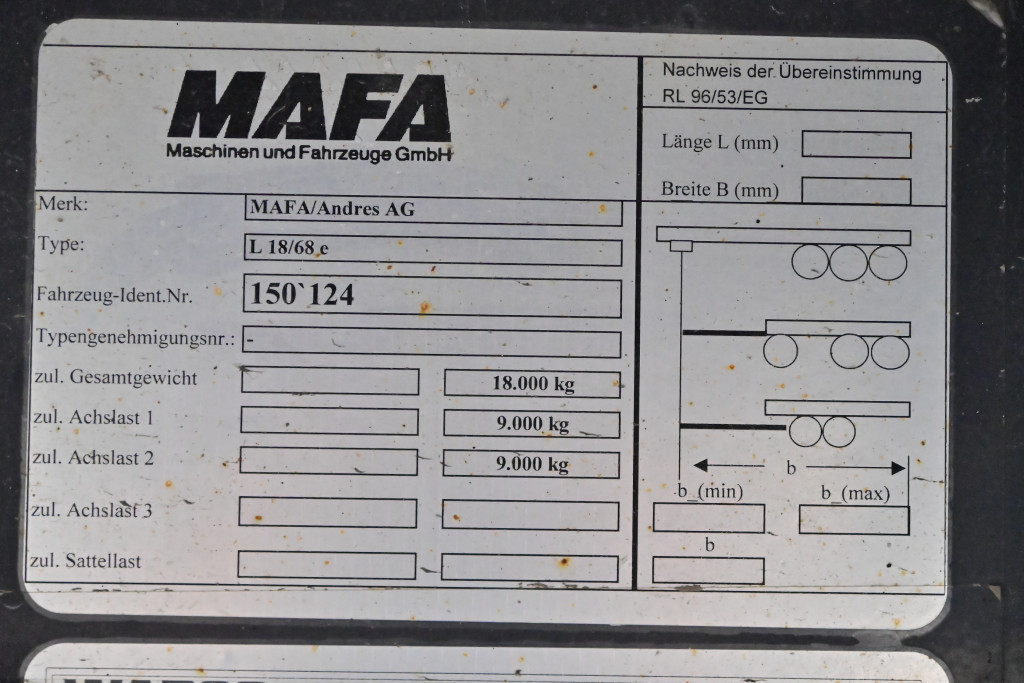 MAFA
Maschinen und Fahrzeuge GmbH
Merk: MAFA/Andres AG
Type: L 18/68 e
Fahrzeug-Ident.Nr. 150`124
Typengenehmigungsnr.: -
zul. Gesamtgewicht 18.000 kg
zul. Achslast 1 9.000 kg
zul. Achslast 2 9.000 kg
zul. Achslast 3
zul. Sattellast
Nachweis der Übereinstimmung
RL 96/53/EG
Länge L (mm)
Breite B (mm)
b
b_(min) b_(max)
b